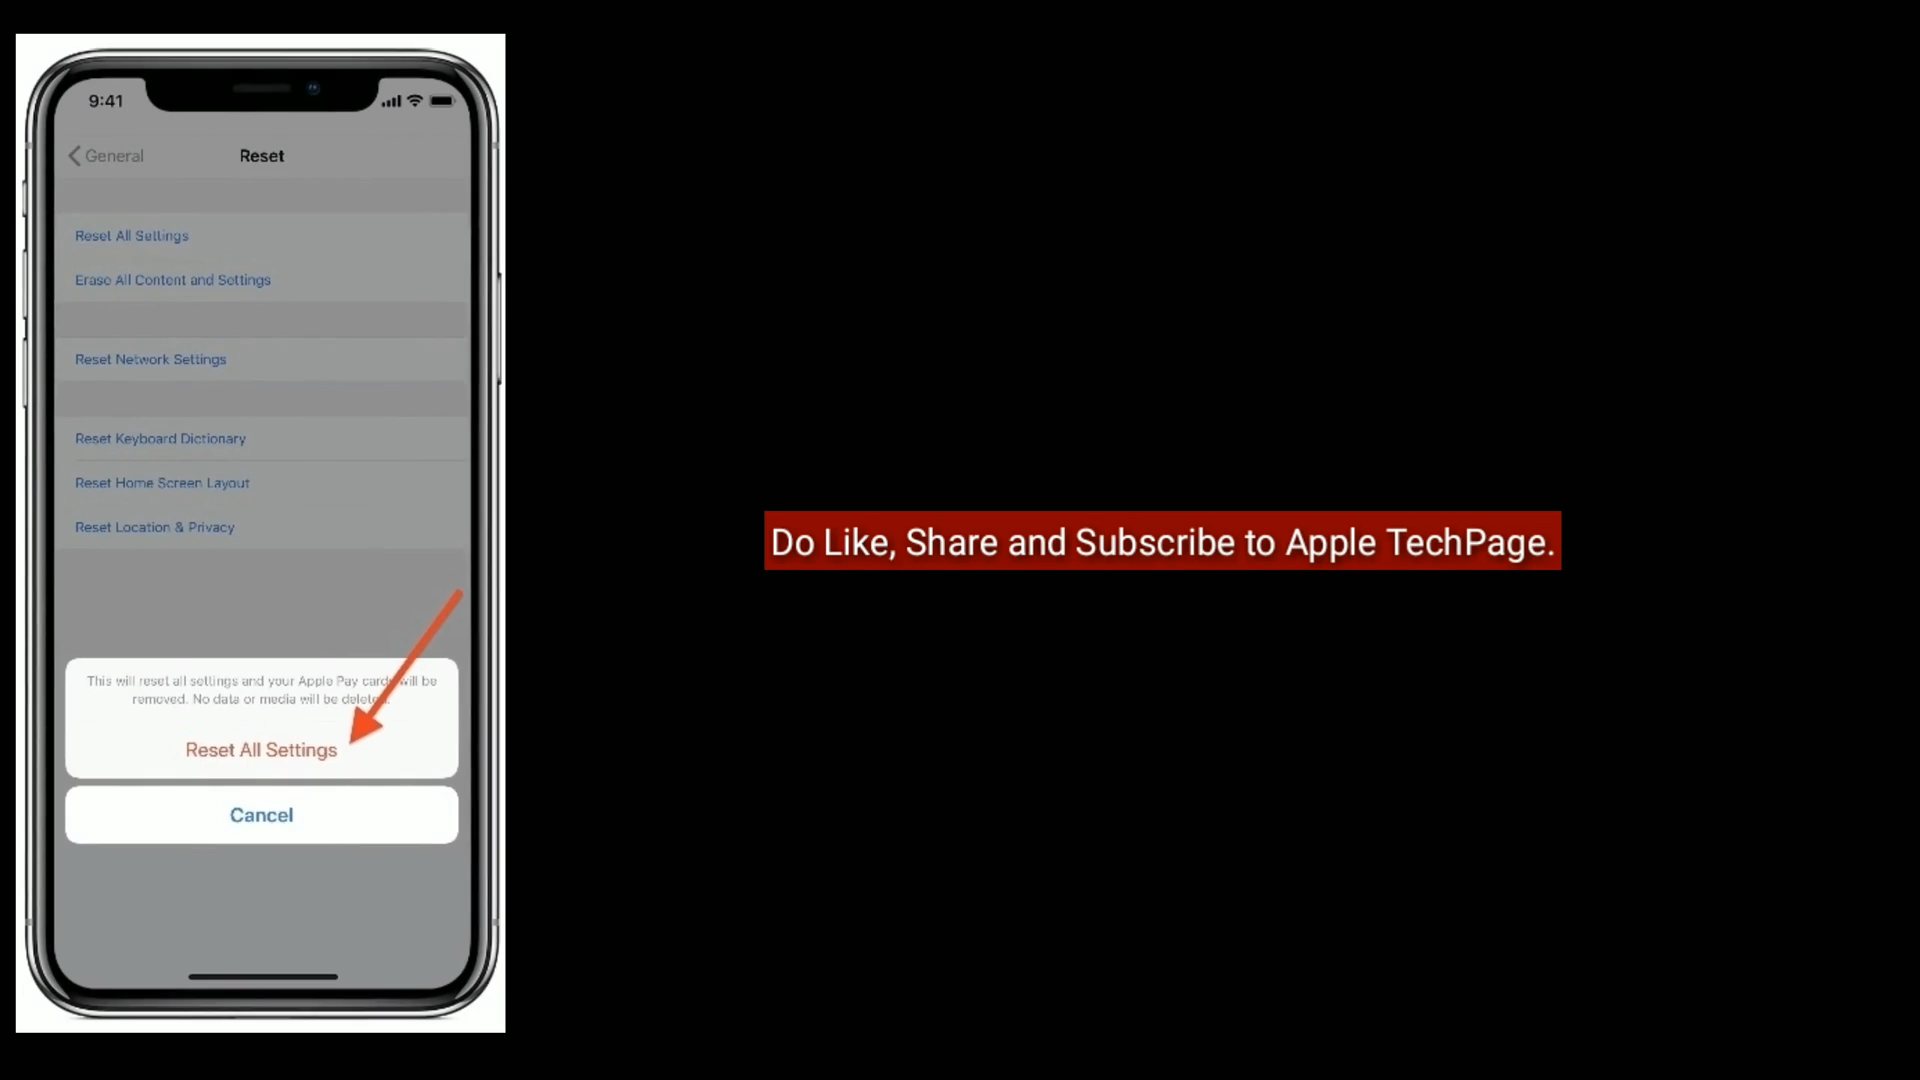 9:41
General
Reset
Reset All Settings
Erase All Content and Settings
Reset Network Settings
Reset Keyboard Dictionary
Reset Home Screen Layout
Reset Location & Privacy
This will reset all settings and your Apple Pay cards will be
removed. No data or media will be deleted.
Reset All Settings
Cancel
Do Like, Share and Subscribe to Apple TechPage.